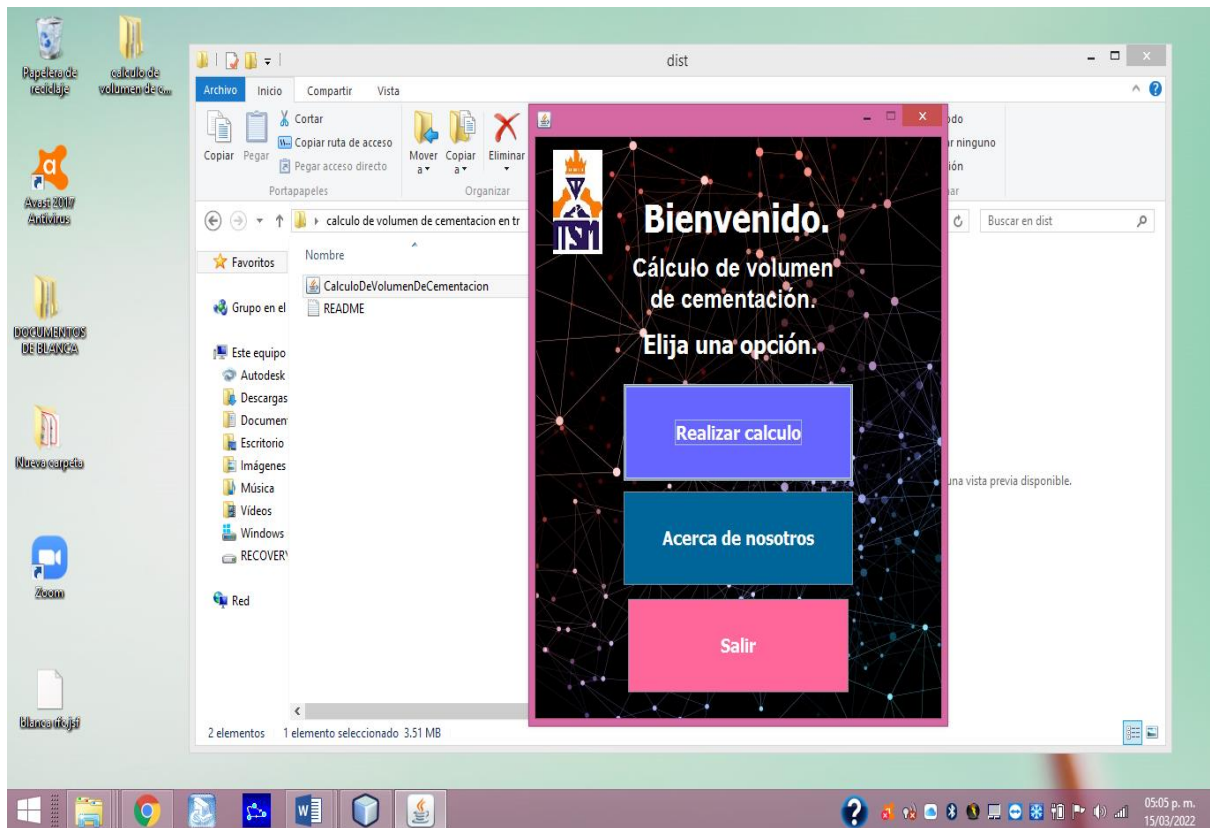 Papelera de
reciclaje
calculo de
volumen de c...
Avast 2017
Antivirus
DOCUMENTOS
DE BLANCA
Nueva carpeta
Zoom
dist
Archivo Inicio Compartir Vista
Copiar
Pegar
Cortar
Copiar ruta de acceso
Pegar acceso directo
Portapapeles
Mover
a
Copiar
a
Eliminar
Organizar
odo
r ninguno
ión
ar
calculo de volumen de cementacion en tr
Buscar en dist
Favoritos
Grupo en el
Este equipo
Autodesk
Descargas
Documen
Escritorio
Imágenes
Música
Vídeos
Windows
RECOVERY
Red
Nombre
CalculoDeVolumenDeCementacion
README
una vista previa disponible.
ITSM
Bienvenido.
Cálculo de volumen
de cementación.
Elija una opción.
Realizar calculo
Acerca de nosotros
Salir
2 elementos 1 elemento seleccionado 3.51 MB
05:05 p. m.
15/03/2022